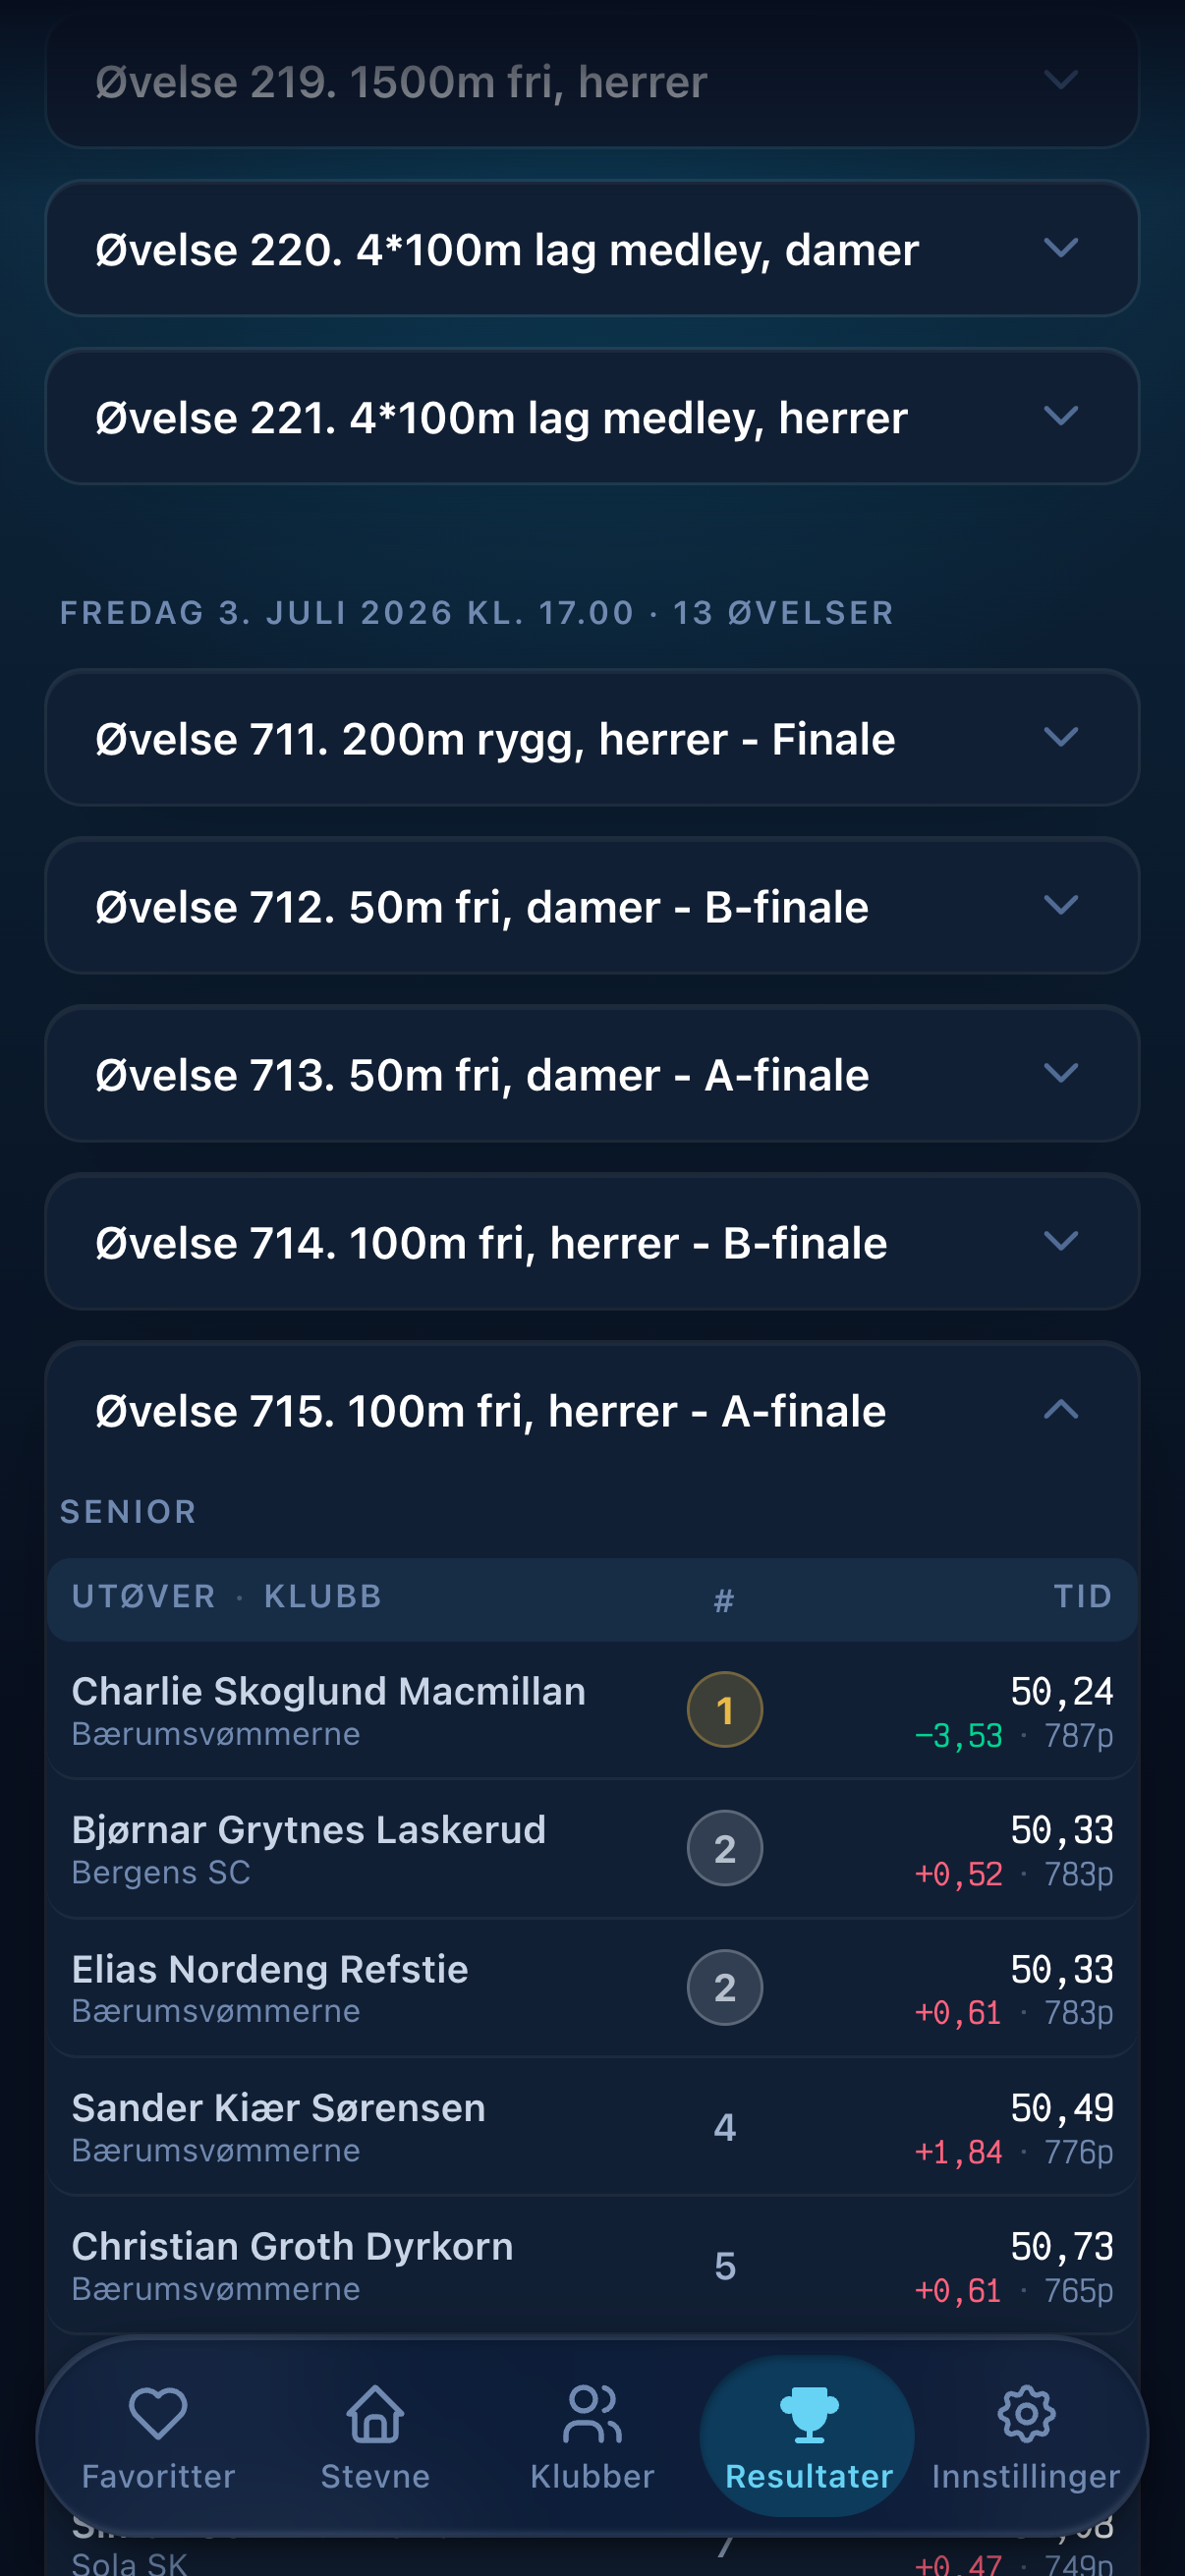 Øvelse 219. 1500m fri, herrer
Øvelse 220. 4*100m lag medley, damer
Øvelse 221. 4*100m lag medley, herrer
FREDAG 3. JULI 2026 KL. 17.00 · 13 ØVELSER
Øvelse 711. 200m rygg, herrer - Finale
Øvelse 712. 50m fri, damer - B-finale
Øvelse 713. 50m fri, damer - A-finale
Øvelse 714. 100m fri, herrer - B-finale
Øvelse 715. 100m fri, herrer - A-finale
SENIOR
UTØVER · KLUBB # TID
Charlie Skoglund Macmillan 1 50,24
Bærumsvømmerne −3,53 · 787p
Bjørnar Grytnes Laskerud 2 50,33
Bergens SC +0,52 · 783p
Elias Nordeng Refstie 2 50,33
Bærumsvømmerne +0,61 · 783p
Sander Kiær Sørensen 4 50,49
Bærumsvømmerne +1,84 · 776p
Christian Groth Dyrkorn 5 50,73
Bærumsvømmerne +0,61 · 765p
Favoritter Stevne Klubber Resultater Innstillinger
7
Sola SK +0,47 · 749p